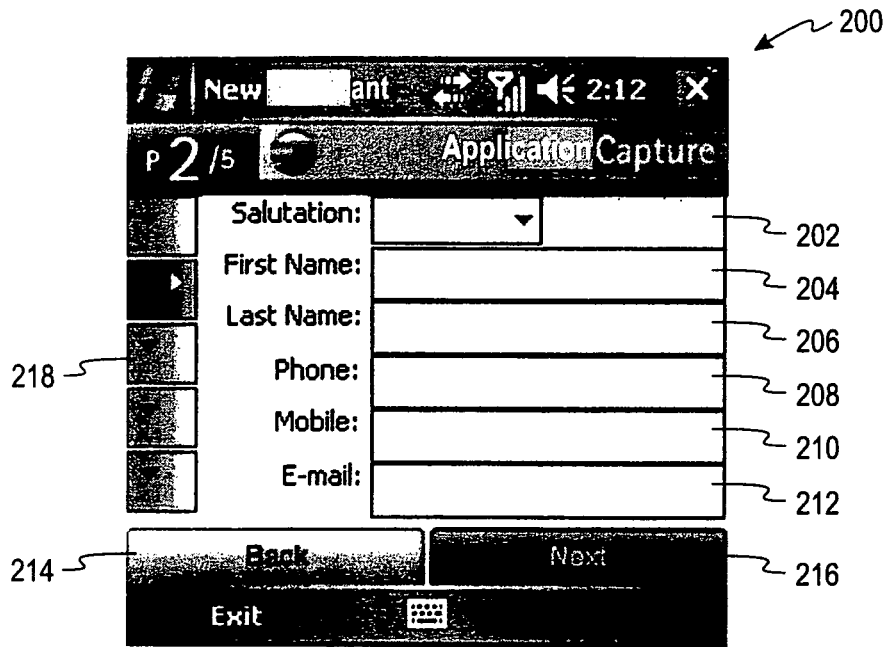 200
New ant 2:12 X
P 2 /5 Application Capture
Salutation: 202
First Name: 204
Last Name: 206
218
Phone: 208
Mobile: 210
E-mail: 212
214 Back Next 216
Exit